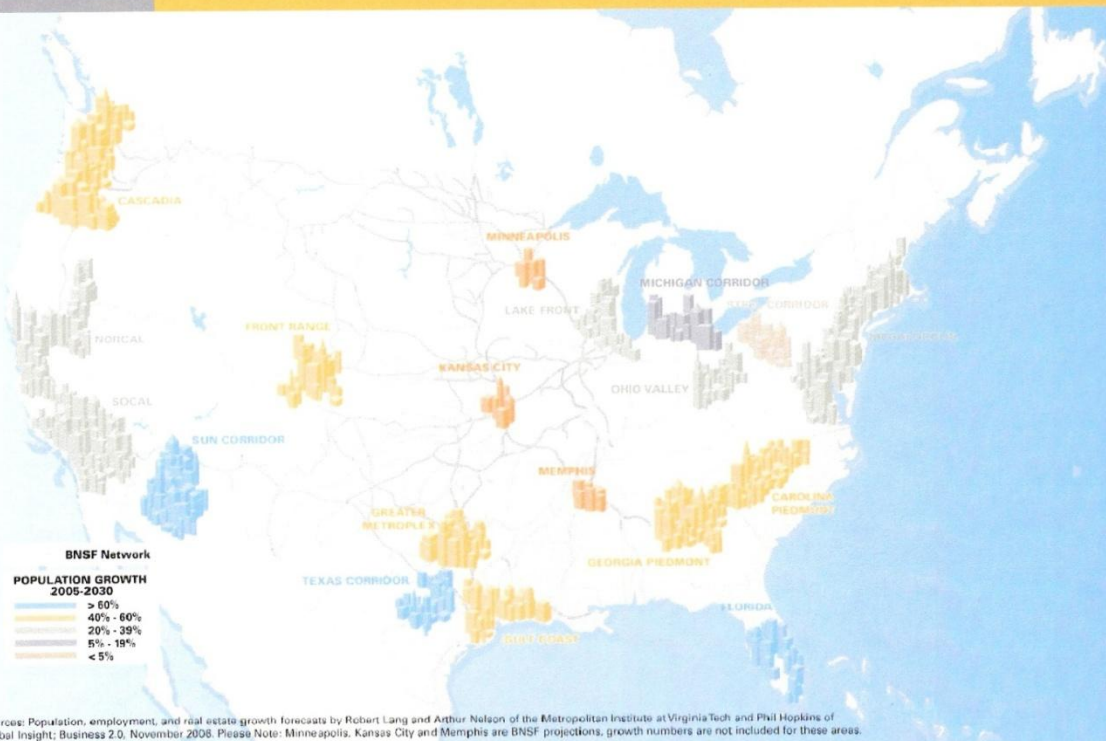 CASCADIA
MINNEAPOLIS
MICHIGAN CORRIDOR
STEEL CORRIDOR
LAKE FRONT
FRONT RANGE
NORCAL
KANSAS CITY
OHIO VALLEY
SOCAL
SUN CORRIDOR
MEMPHIS
CAROLINA
PIEDMONT
GREATER
METROPLEX
GEORGIA PIEDMONT
TEXAS CORRIDOR
FLORIDA
GULF COAST
BNSF Network
POPULATION GROWTH
2005-2030
> 60%
40% - 60%
20% - 39%
5% - 19%
< 5%
rces: Population, employment, and real estate growth forecasts by Robert Lang and Arthur Nelson of the Metropolitan Institute at Virginia Tech and Phil Hopkins of
bal Insight; Business 2.0, November 2006. Please Note: Minneapolis, Kansas City and Memphis are BNSF projections, growth numbers are not included for these areas.